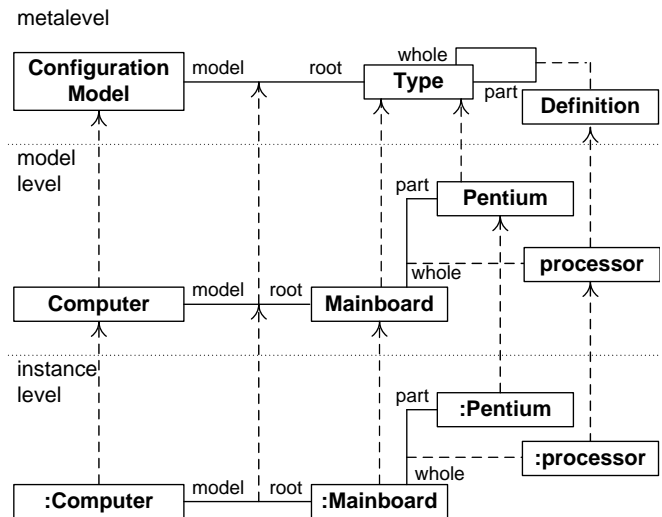 metalevel
Configuration
Model
model
root
whole
Type
part
Definition
model
level
part
Pentium
whole
processor
Computer
model
root
Mainboard
instance
level
part
:Pentium
whole
:processor
:Computer
model
root
:Mainboard